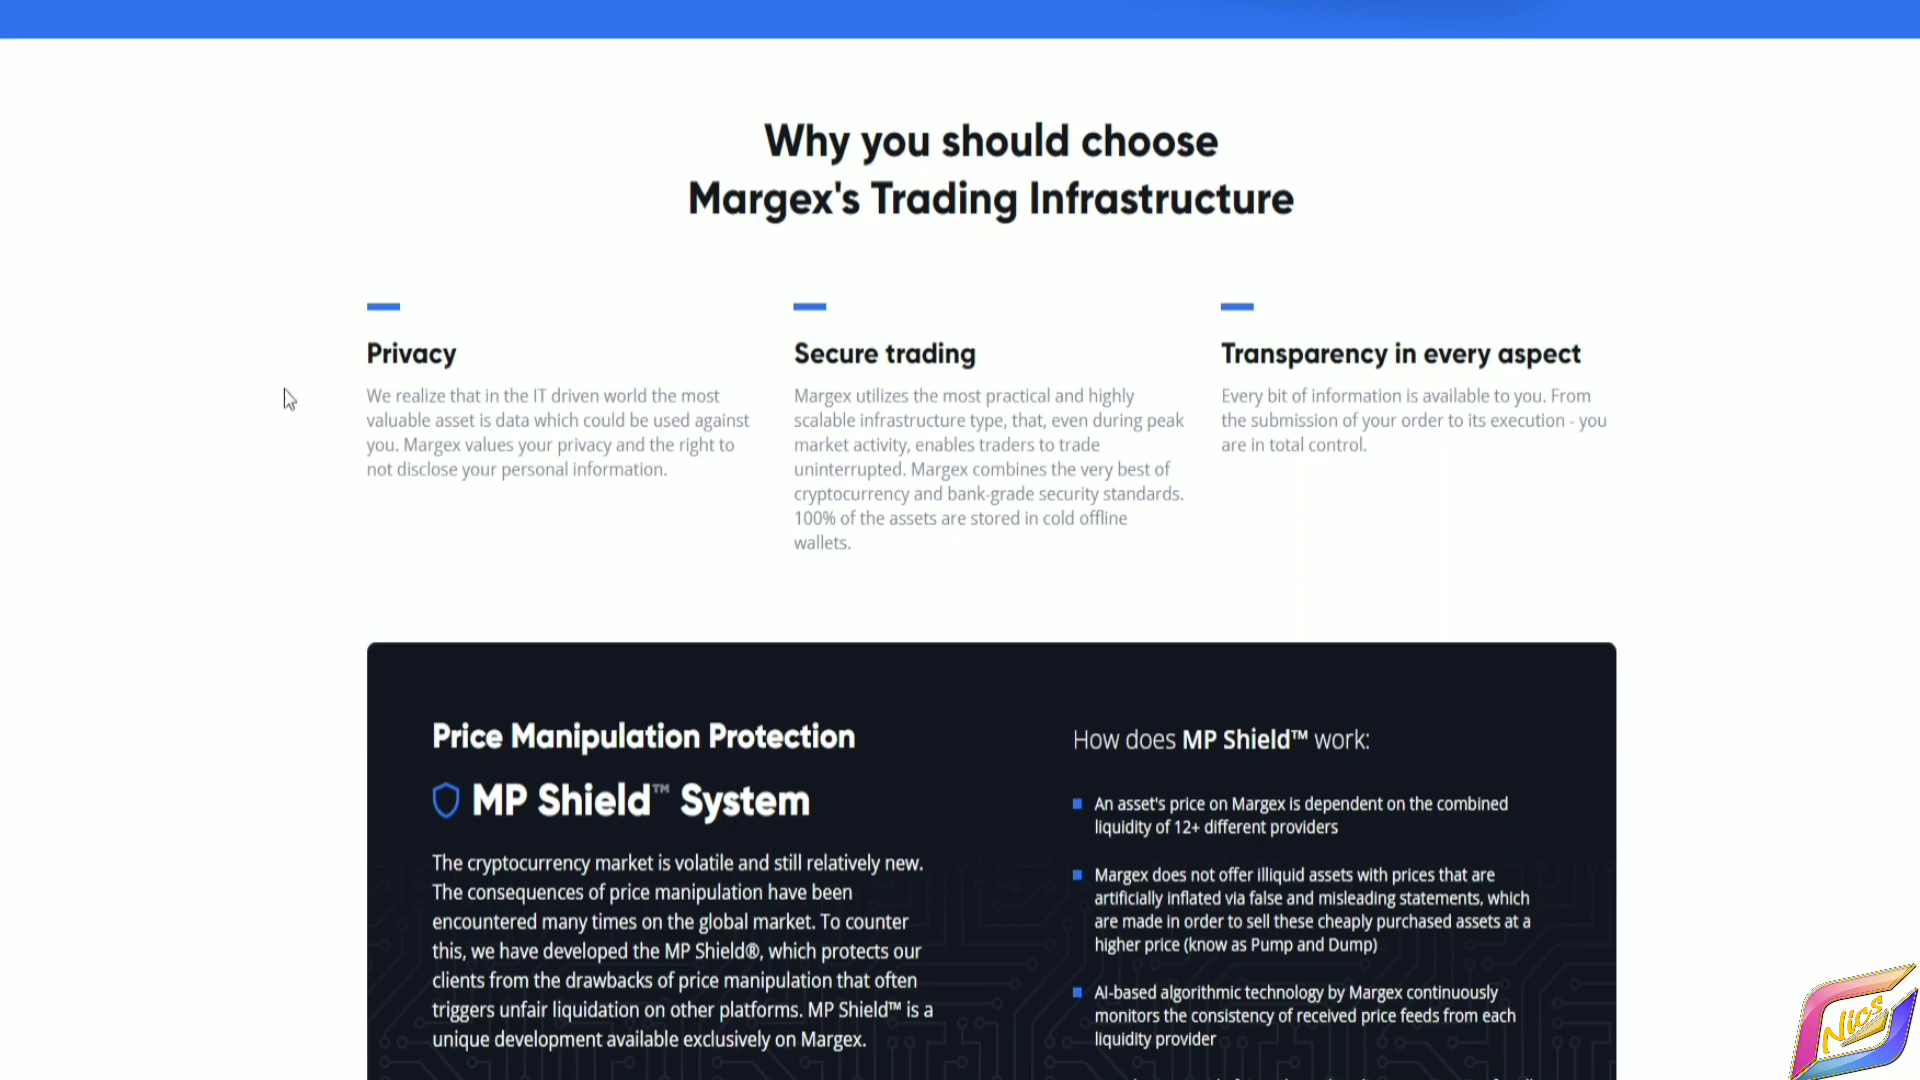 Why you should choose
Margex's Trading Infrastructure
Privacy
We realize that in the IT driven world the most
valuable asset is data which could be used against
you. Margex values your privacy and the right to
not disclose your personal information.
Secure trading
Margex utilizes the most practical and highly
scalable infrastructure type, that, even during peak
market activity, enables traders to trade
uninterrupted. Margex combines the very best of
cryptocurrency and bank-grade security standards.
100% of the assets are stored in cold offline
wallets.
Transparency in every aspect
Every bit of information is available to you. From
the submission of your order to its execution - you
are in total control.
Price Manipulation Protection
MP Shield™ System
The cryptocurrency market is volatile and still relatively new.
The consequences of price manipulation have been
encountered many times on the global market. To counter
this, we have developed the MP Shield®, which protects our
clients from the drawbacks of price manipulation that often
triggers unfair liquidation on other platforms. MP Shield™ is a
unique development available exclusively on Margex.
How does MP Shield™ work:
An asset's price on Margex is dependent on the combined
liquidity of 12+ different providers
Margex does not offer illiquid assets with prices that are
artificially inflated via false and misleading statements, which
are made in order to sell these cheaply purchased assets at a
higher price (know as Pump and Dump)
AI-based algorithmic technology by Margex continuously
monitors the consistency of received price feeds from each
liquidity provider
Nics